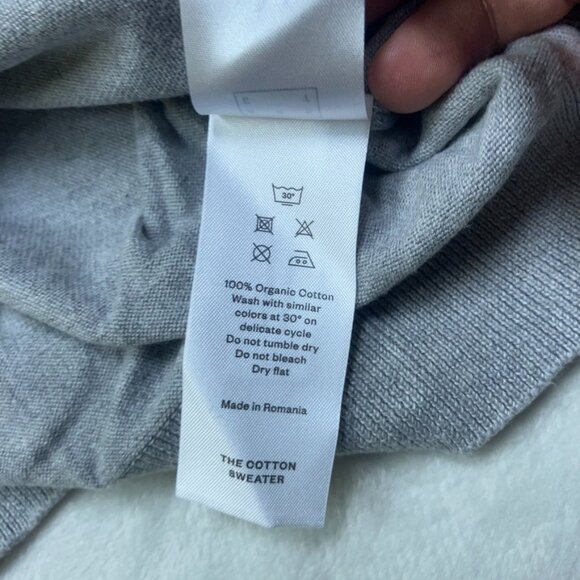 30°
100% Organic Cotton
Wash with similar
colors at 30° on
delicate cycle
Do not tumble dry
Do not bleach
Dry flat
Made in Romania
THE COTTON
SWEATER